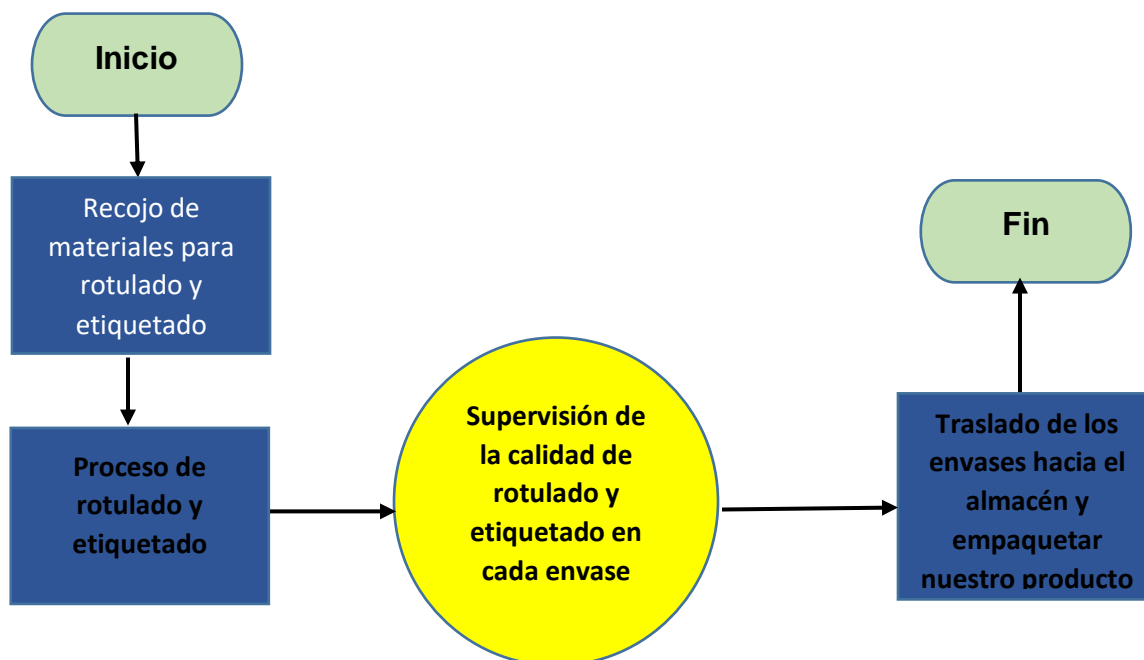 Inicio
Recojo de
materiales para
rotulado y
etiquetado
Proceso de
rotulado y
etiquetado
Supervisión de
la calidad de
rotulado y
etiquetado en
cada envase
Traslado de los
envases hacia el
almacén y
empaquetar
nuestro producto
Fin